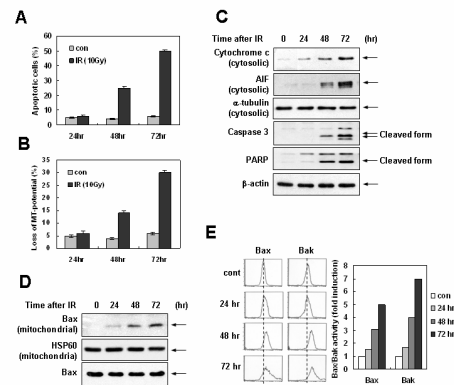 A
Apoptotic cells (%)
60
50
40
30
20
10
0
con
IR (10Gy)
24hr 48hr 72hr
B
Loss of MT-potential (%)
35
30
25
20
15
10
5
0
con
IR (10Gy)
24hr 48hr 72hr
C
Time after IR 0 24 48 72 (hr)
Cytochrome c
(cytosolic)
AIF
(cytosolic)
α-tubulin
(cytosolic)
Caspase 3
Cleaved form
PARP
Cleaved form
β-actin
D
Time after IR 0 24 48 72 (hr)
Bax
(mitochondrial)
HSP60
(mitochondrial)
Bax
E
Bax Bak
cont
24 hr
48 hr
72 hr
Bax/Bak activity (fold induction)
8
7
6
5
4
3
2
1
0
con
24 hr
48 hr
72 hr
Bax Bak